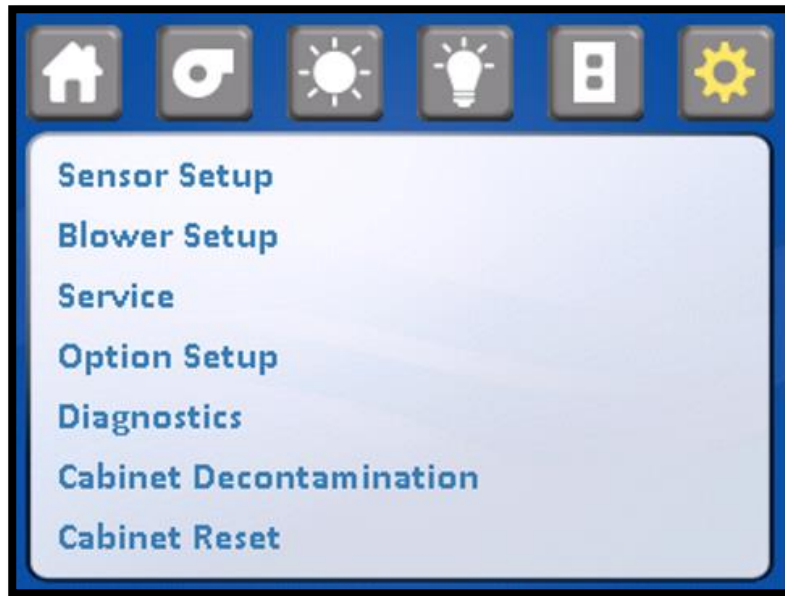 Sensor Setup
Blower Setup
Service
Option Setup
Diagnostics
Cabinet Decontamination
Cabinet Reset